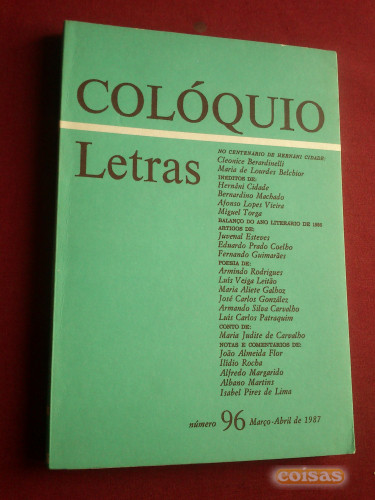 COLÓQUIO
Letras
NO CENTENÁRIO DE HERNÂNI CIDADE:
Cleonice Berardinelli
Maria de Lourdes Belchior
INÉDITOS DE:
Hernâni Cidade
Bernardino Machado
Afonso Lopes Vieira
Miguel Torga
BALANÇO DO ANO LITERÁRIO DE
ARTIGOS DE:
Juvenal Esteves
Eduardo Prado Coelho
Fernando Guimarães
POESIA DE:
Armindo Rodrigues
Luís Veiga Leitão
Maria Aliete Galhoz
José Carlos González
Armando Silva Carvalho
Luís Carlos Patraquim
CONTO DE:
Maria Judite de Carvalho
NOTAS E COMENTÁRIOS DE:
João Almeida Flor
Ilídio Rocha
Alfredo Margarido
Albano Martins
Isabel Pires de Lima
número 96 Março-Abril de 1987
coisas